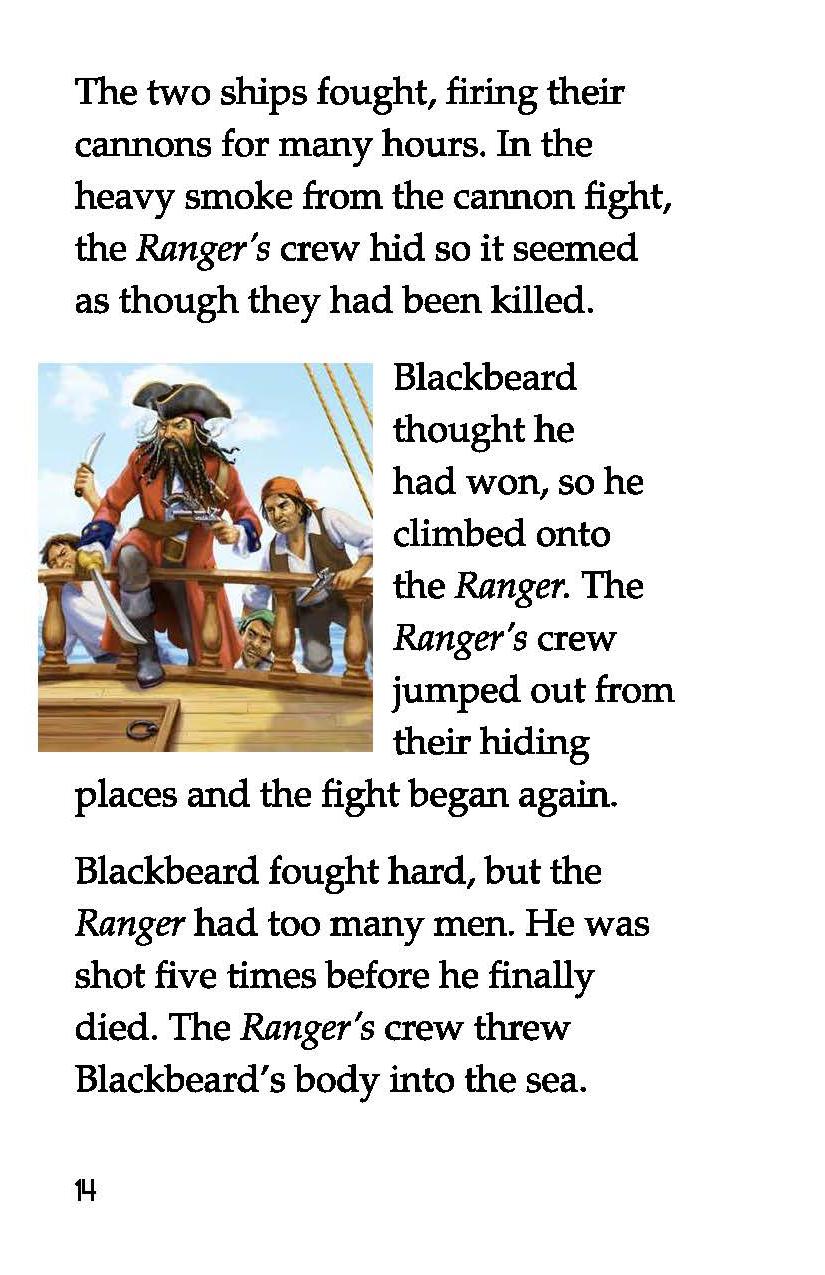 The two ships fought, firing their
cannons for many hours. In the
heavy smoke from the cannon fight,
the Ranger's crew hid so it seemed
as though they had been killed.
Blackbeard
thought he
had won, so he
climbed onto
the Ranger. The
Ranger's crew
jumped out from
their hiding
places and the fight began again.
Blackbeard fought hard, but the
Ranger had too many men. He was
shot five times before he finally
died. The Ranger's crew threw
Blackbeard's body into the sea.
14